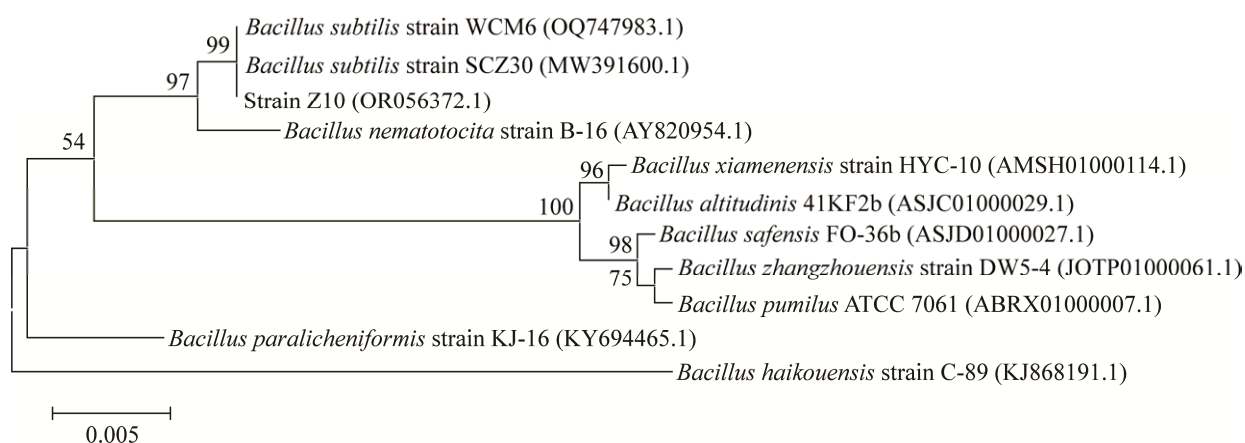 Bacillus subtilis strain WCM6 (OQ747983.1)
99
Bacillus subtilis strain SCZ30 (MW391600.1)
97
Strain Z10 (OR056372.1)
Bacillus nematotocita strain B-16 (AY820954.1)
54
Bacillus xiamenensis strain HYC-10 (AMSH01000114.1)
96
100
Bacillus altitudinis 41KF2b (ASJC01000029.1)
Bacillus safensis FO-36b (ASJD01000027.1)
98
Bacillus zhangzhouensis strain DW5-4 (JOTP01000061.1)
75
Bacillus pumilus ATCC 7061 (ABRX01000007.1)
Bacillus paralicheniformis strain KJ-16 (KY694465.1)
Bacillus haikouensis strain C-89 (KJ868191.1)
0.005